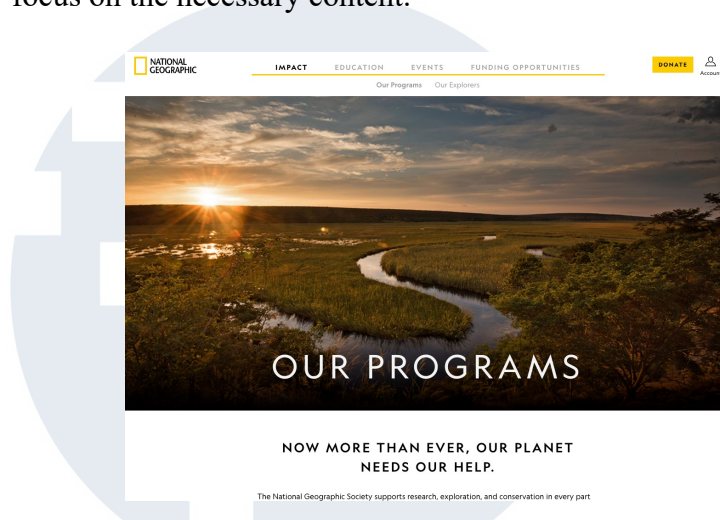 focus on the necessary content.
NATIONAL
GEOGRAPHIC
IMPACT EDUCATION EVENTS FUNDING OPPORTUNITIES
DONATE
Account
Our Programs Our Explorers
OUR PROGRAMS
NOW MORE THAN EVER, OUR PLANET
NEEDS OUR HELP.
The National Geographic Society supports research, exploration, and conservation in every part